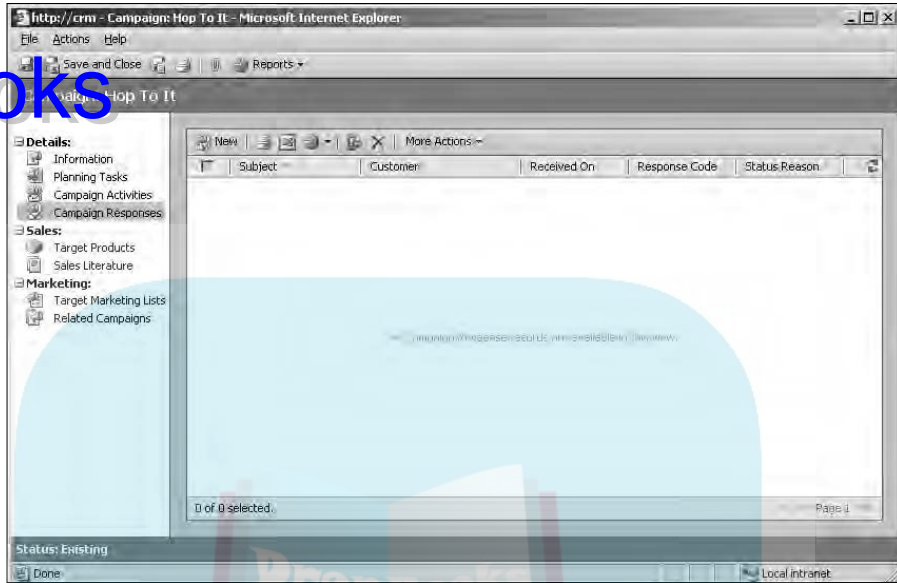 http://crm - Campaign: Hop To It - Microsoft Internet Explorer
File Actions Help
Save and Close Reports
oks
Hop To It
Details:
Information
Planning Tasks
Campaign Activities
Campaign Responses
Sales:
Target Products
Sales Literature
Marketing:
Target Marketing Lists
Related Campaigns
New More Actions
Subject Customer Received On Response Code Status Reason
0 of 0 selected. Page 1
Status: Existing
Done Local intranet